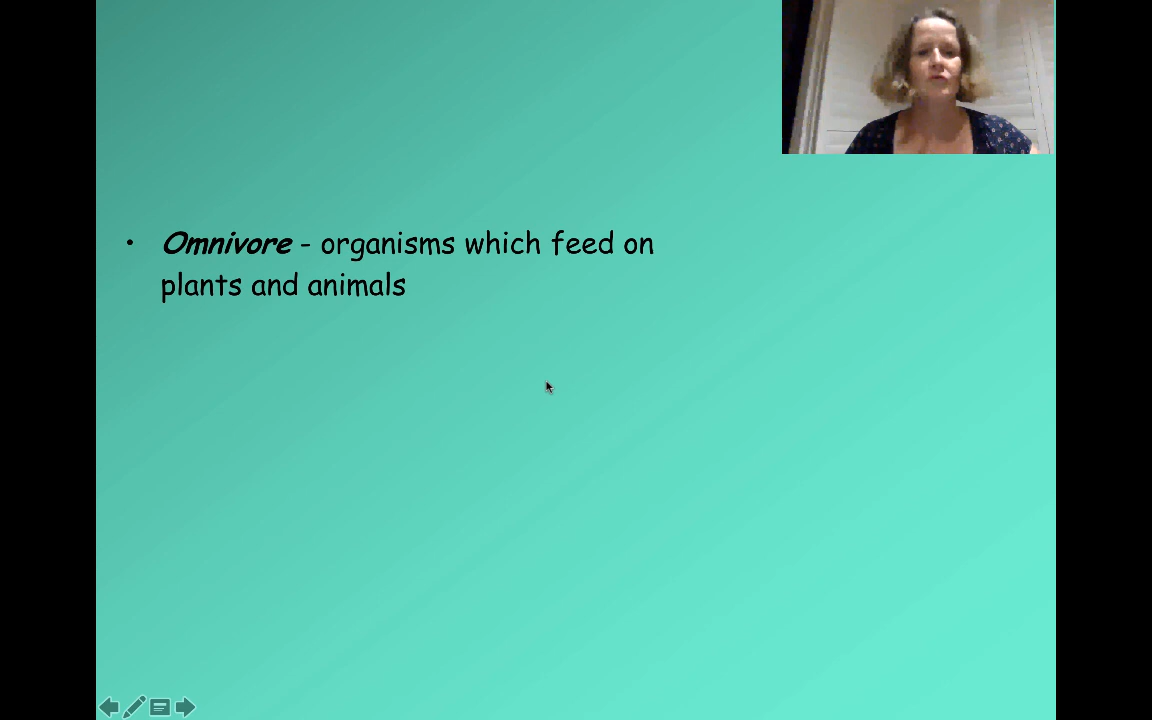 • Omnivore - organisms which feed on
plants and animals